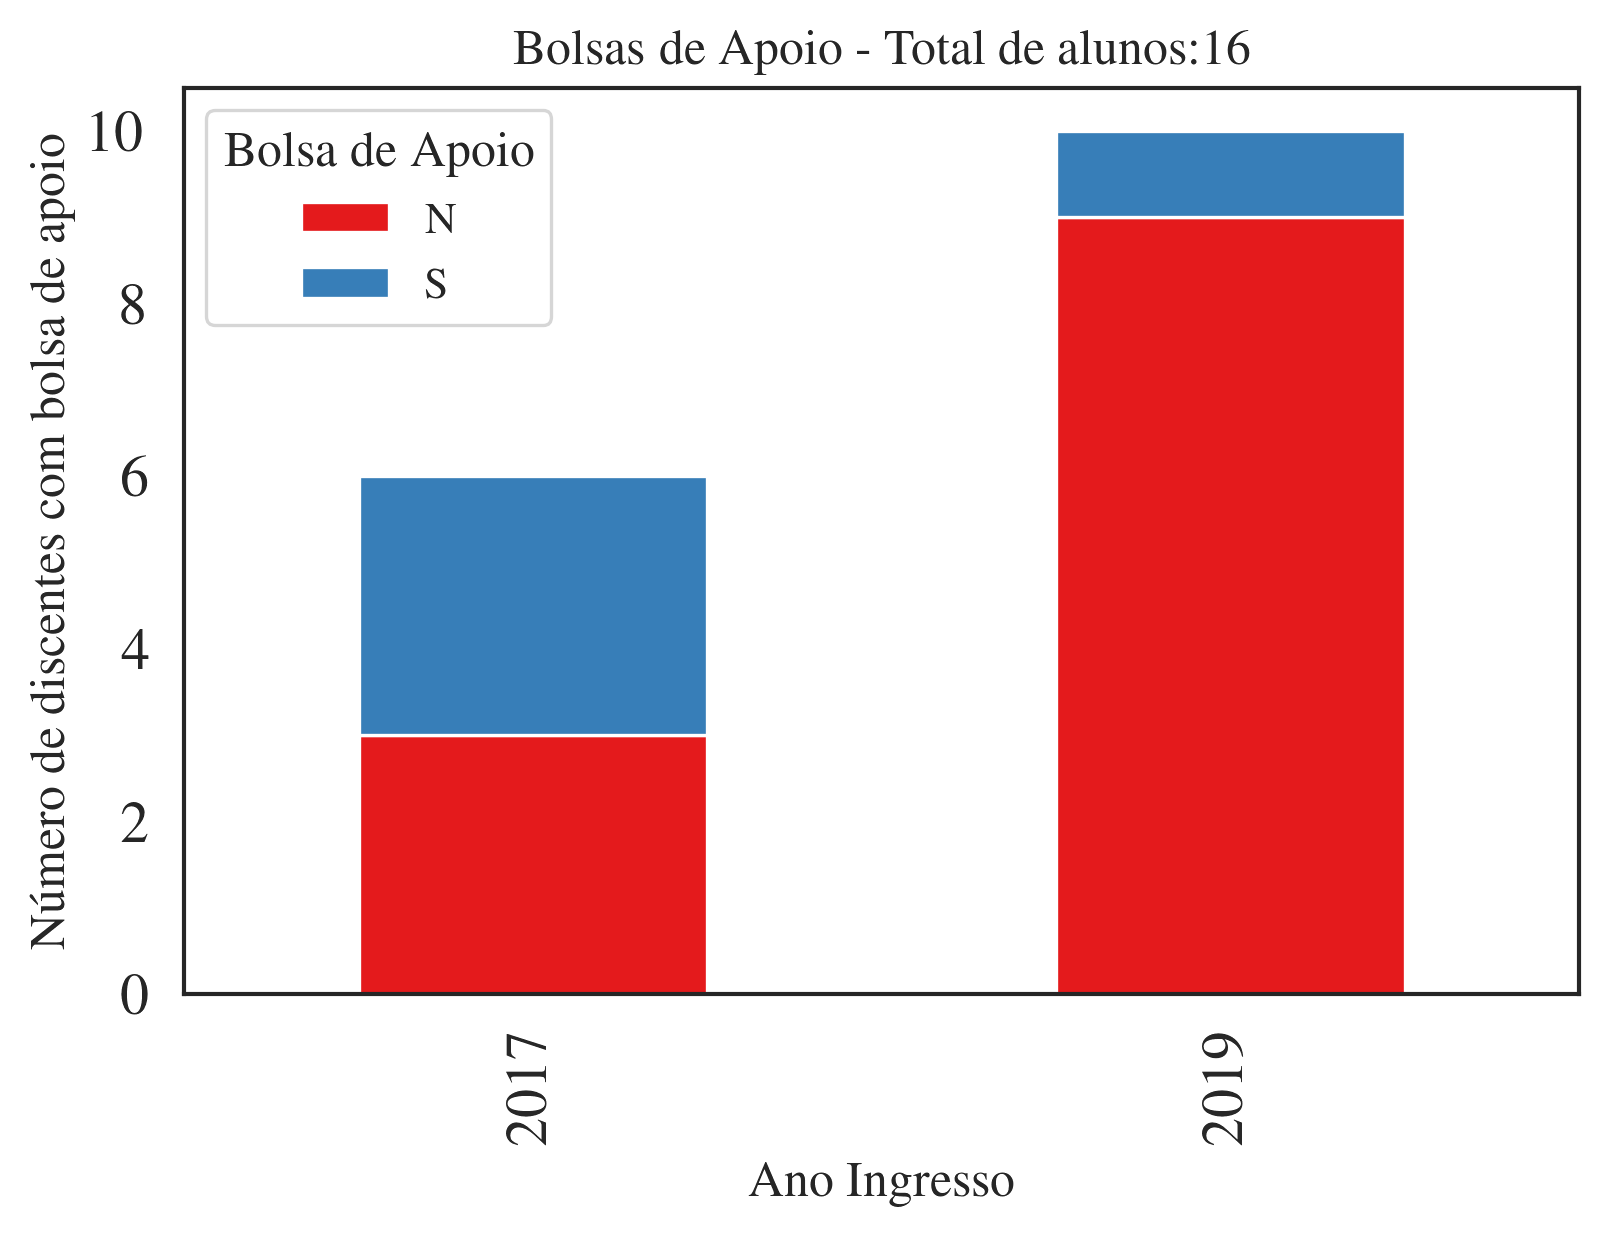 Bolsas de Apoio - Total de alunos:16
Bolsa de Apoio
N
S
Número de discentes com bolsa de apoio
10
8
6
4
2
0
2017
2019
Ano Ingresso